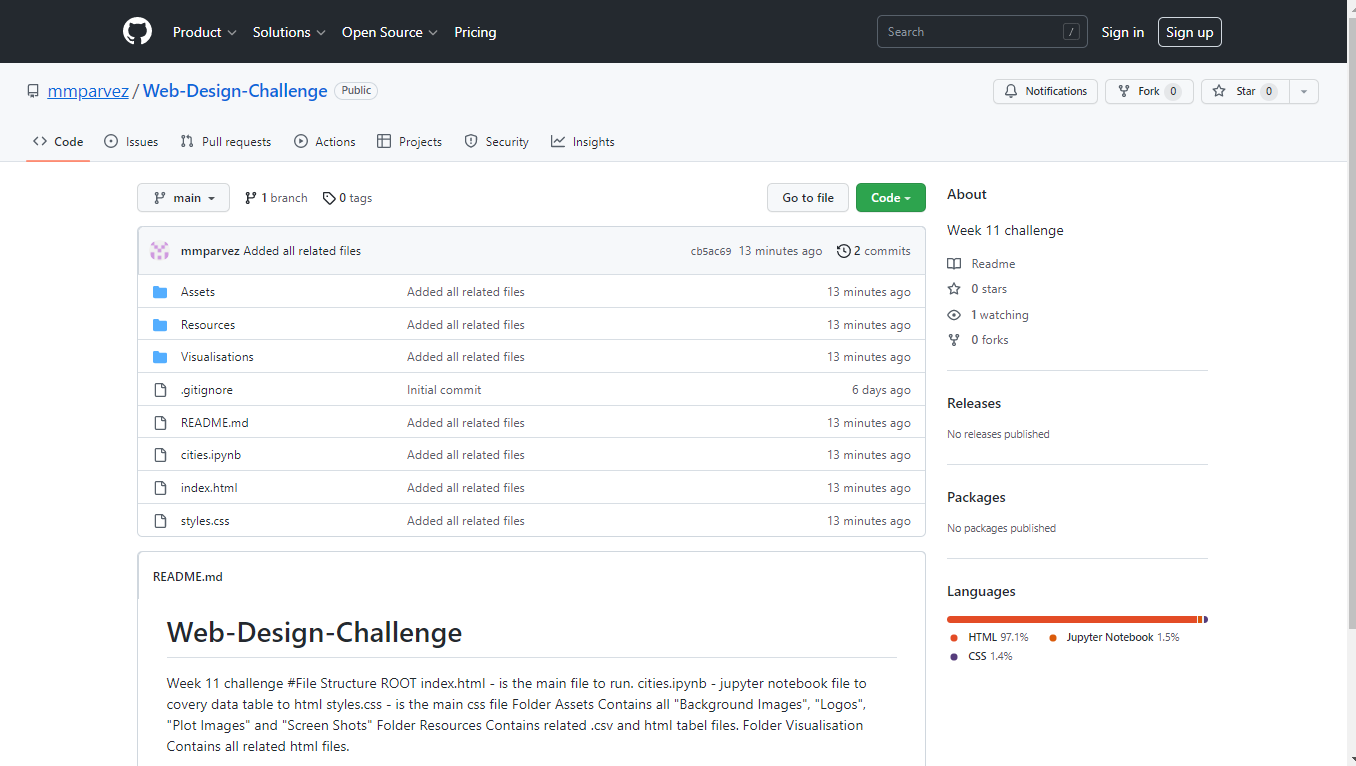 Product Solutions Open Source Pricing Search / Sign in Sign up
mmparvez / Web-Design-Challenge Public Notifications Fork 0 Star 0
Code Issues Pull requests Actions Projects Security Insights
main 1 branch 0 tags Go to file Code
mmparvez Added all related files cb5ac69 13 minutes ago 2 commits
Assets Added all related files 13 minutes ago
Resources Added all related files 13 minutes ago
Visualisations Added all related files 13 minutes ago
.gitignore Initial commit 6 days ago
README.md Added all related files 13 minutes ago
cities.ipynb Added all related files 13 minutes ago
index.html Added all related files 13 minutes ago
styles.css Added all related files 13 minutes ago
README.md
Web-Design-Challenge
Week 11 challenge #File Structure ROOT index.html - is the main file to run. cities.ipynb - jupyter notebook file to
covery data table to html styles.css - is the main css file Folder Assets Contains all "Background Images", "Logos",
"Plot Images" and "Screen Shots" Folder Resources Contains related .csv and html tabel files. Folder Visualisation
Contains all related html files.
About
Week 11 challenge
Readme
0 stars
1 watching
0 forks
Releases
No releases published
Packages
No packages published
Languages
HTML 97.1% Jupyter Notebook 1.5%
CSS 1.4%